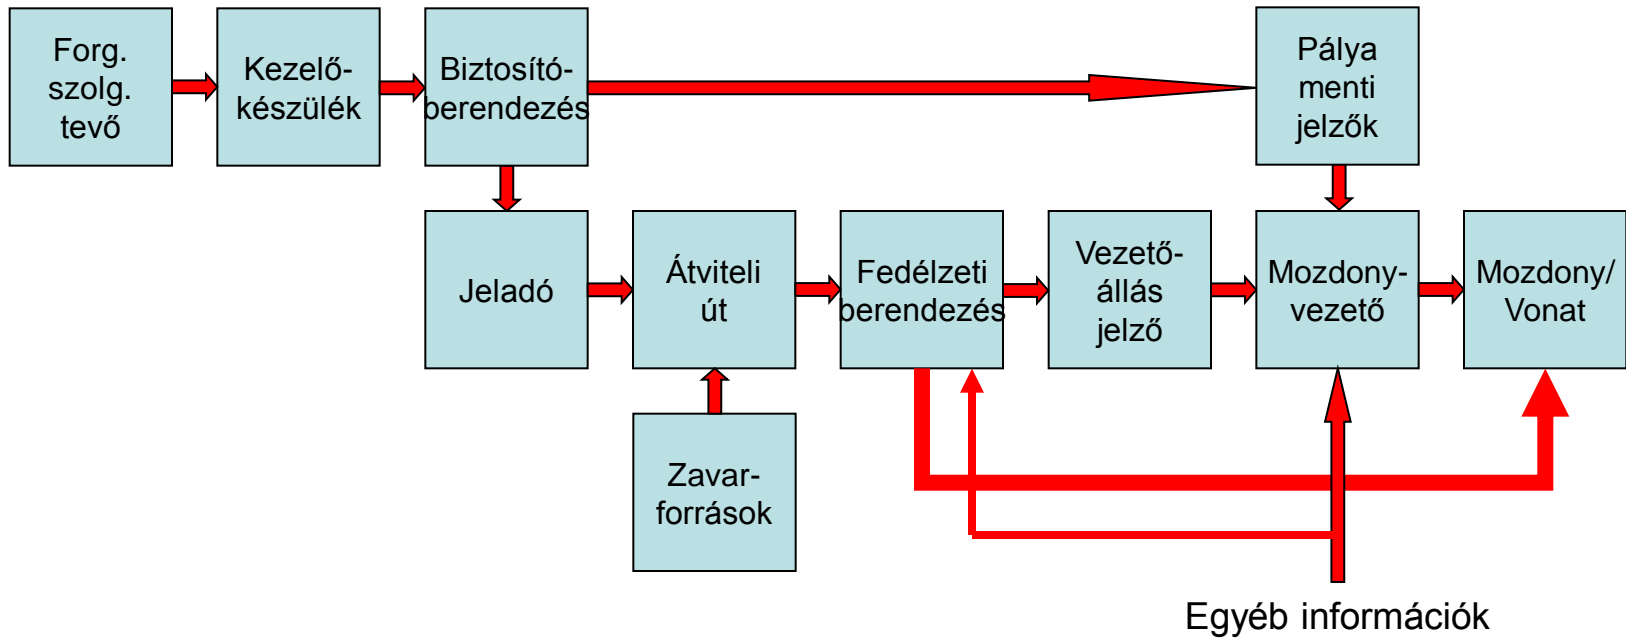 Forg.
szolg.
tevő
Kezelő-
készülék
Biztosító-
berendezés
Pálya
menti
jelzők
Jeladó
Átviteli
út
Fedélzeti
berendezés
Vezető-
állás
jelző
Mozdony-
vezető
Mozdony/
Vonat
Zavar-
források
Egyéb információk